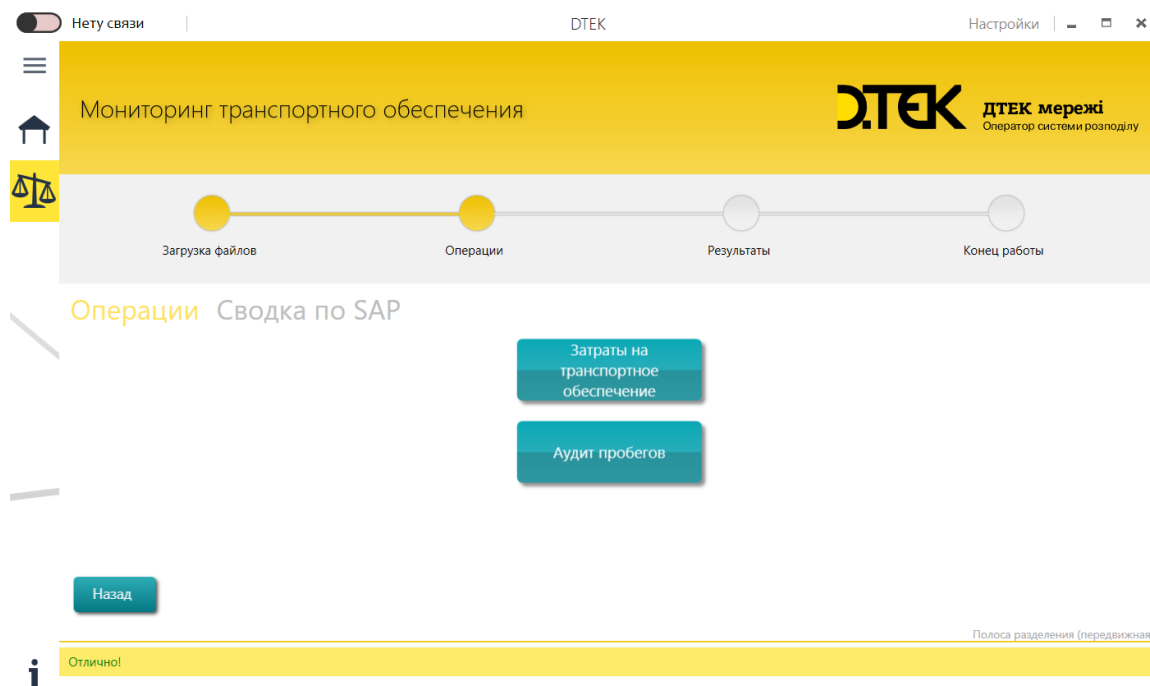 Нету связи
DTEK
Настройки
Мониторинг транспортного обеспечения
ДТЕК
ДТЕК мережі
Оператор системи розподілу
Загрузка файлов
Операции
Результаты
Конец работы
Операции Сводка по SAP
Затраты на
транспортное
обеспечение
Аудит пробегов
Назад
Полоса разделения (передвижная
Отлично!